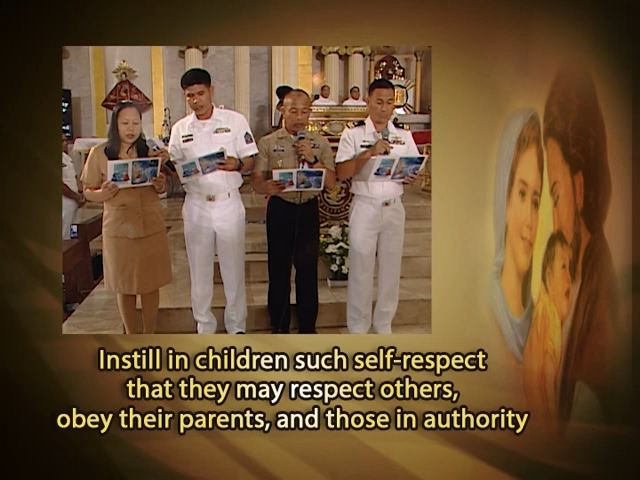 Instill in children such self-respect
that they may respect others,
obey their parents, and those in authority